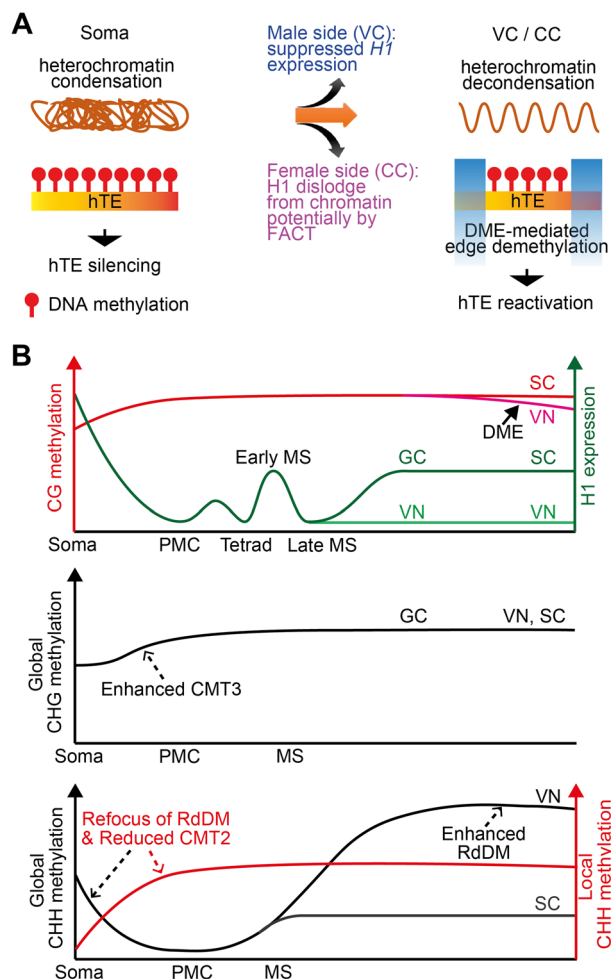 A
Soma
heterochromatin
condensation
hTE
hTE silencing
DNA methylation
Male side (VC):
suppressed H1
expression
Female side (CC):
H1 dislodge
from chromatin
potentially by
FACT
VC / CC
heterochromatin
decondensation
hTE
DME-mediated
edge demethylation
hTE reactivation
B
CG methylation
H1 expression
SC
VN
DME
Early MS
GC
SC
VN
VN
Soma
PMC
Tetrad
Late MS
Global
CHG methylation
GC
VN, SC
Enhanced CMT3
Soma
PMC
MS
Global
CHH methylation
Refocus of RdDM
& Reduced CMT2
VN
Enhanced
RdDM
SC
Local
CHH methylation
Soma
PMC
MS